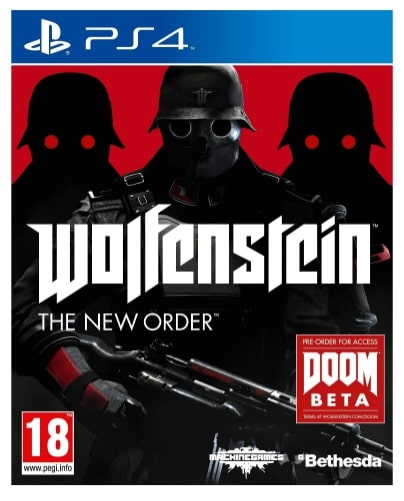 PS4
Wolfenstein™
THE NEW ORDER™
PRE-ORDER FOR ACCESS
DOOM
BETA
TERMS AT WOLFENSTEIN.COM/DOOM
18
www.pegi.info
MACHINEGAMES
Bethesda